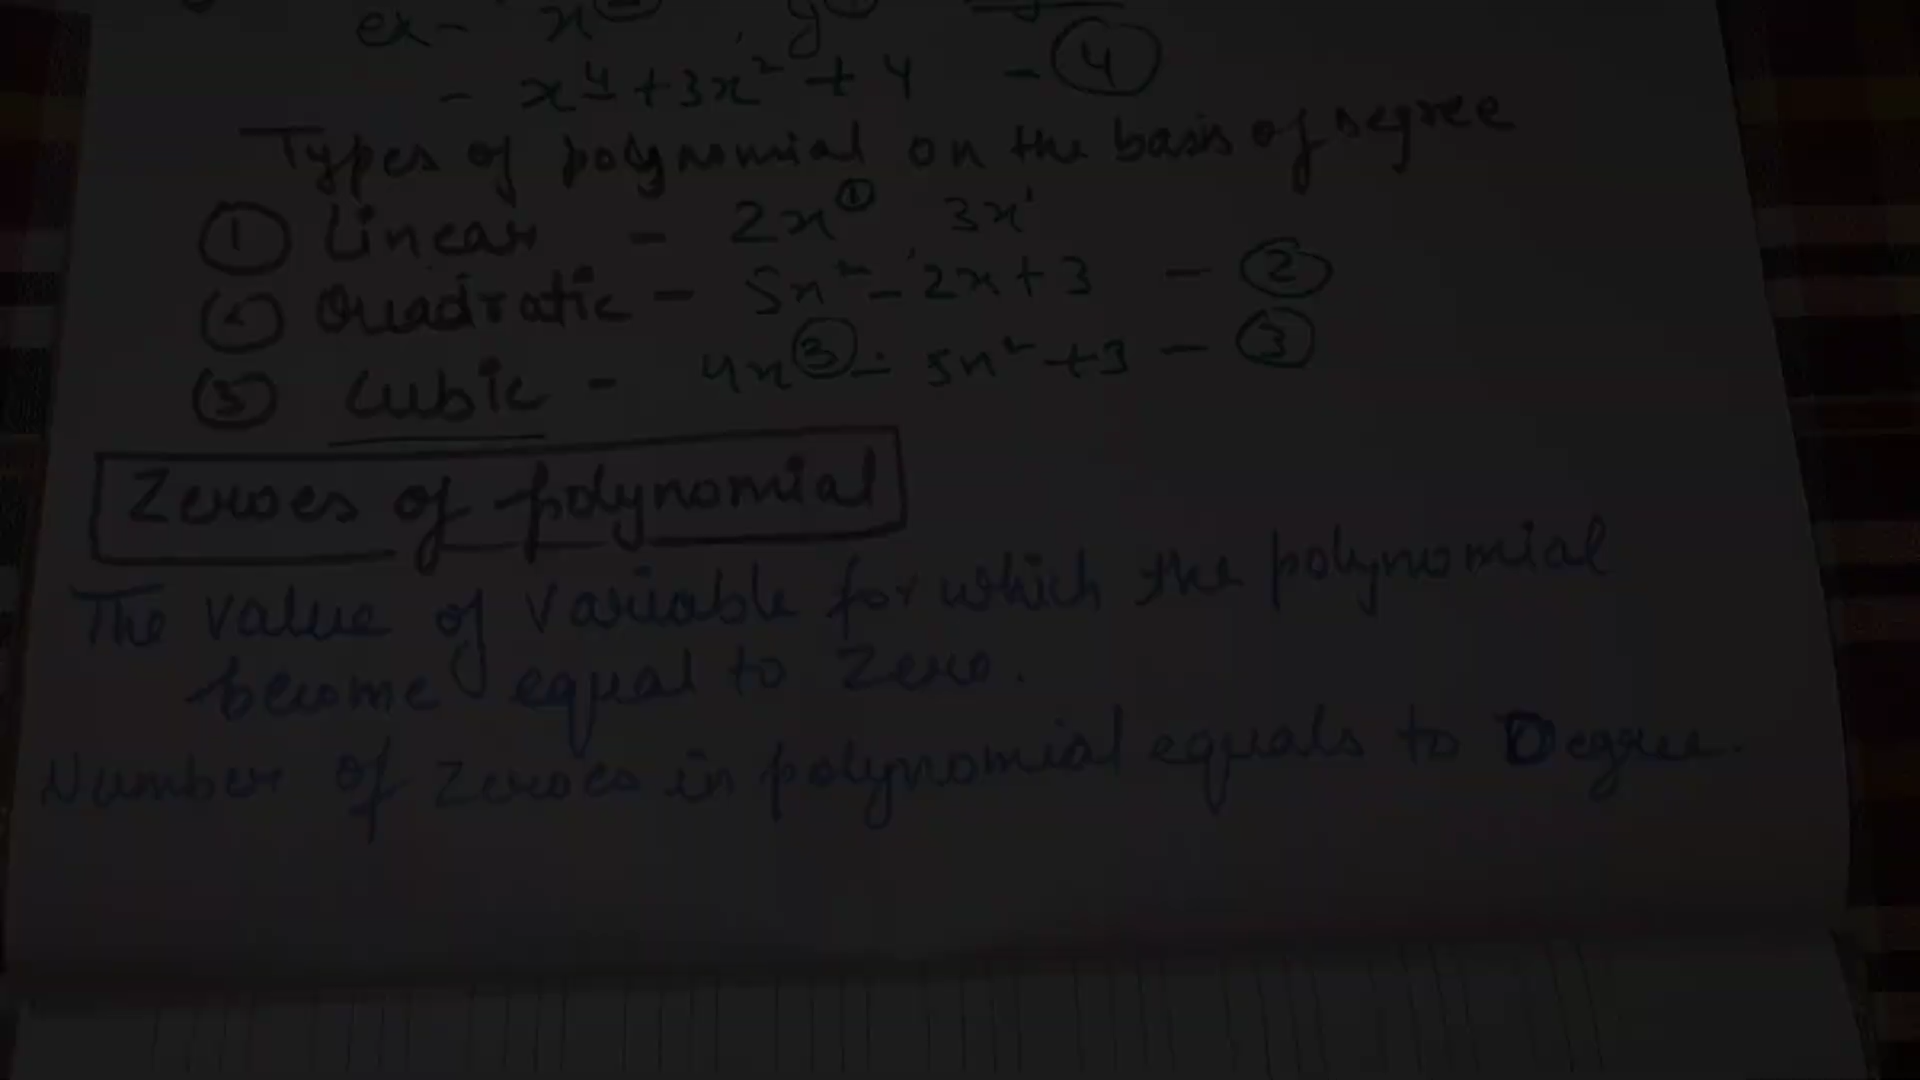 ex - x y
- x⁴ + 3x² + 4 - ④
Types of polynomial on the basis of degree
① Linear - 2x① 3x¹
② Quadratic - 5x² - 2x + 3 - ②
③ Cubic - 4x③ - 5x² + 3 - ③
Zeroes of polynomial
The value of variable for which the polynomial
become equal to zero.
Number of zeroes in polynomial equals to Degree.